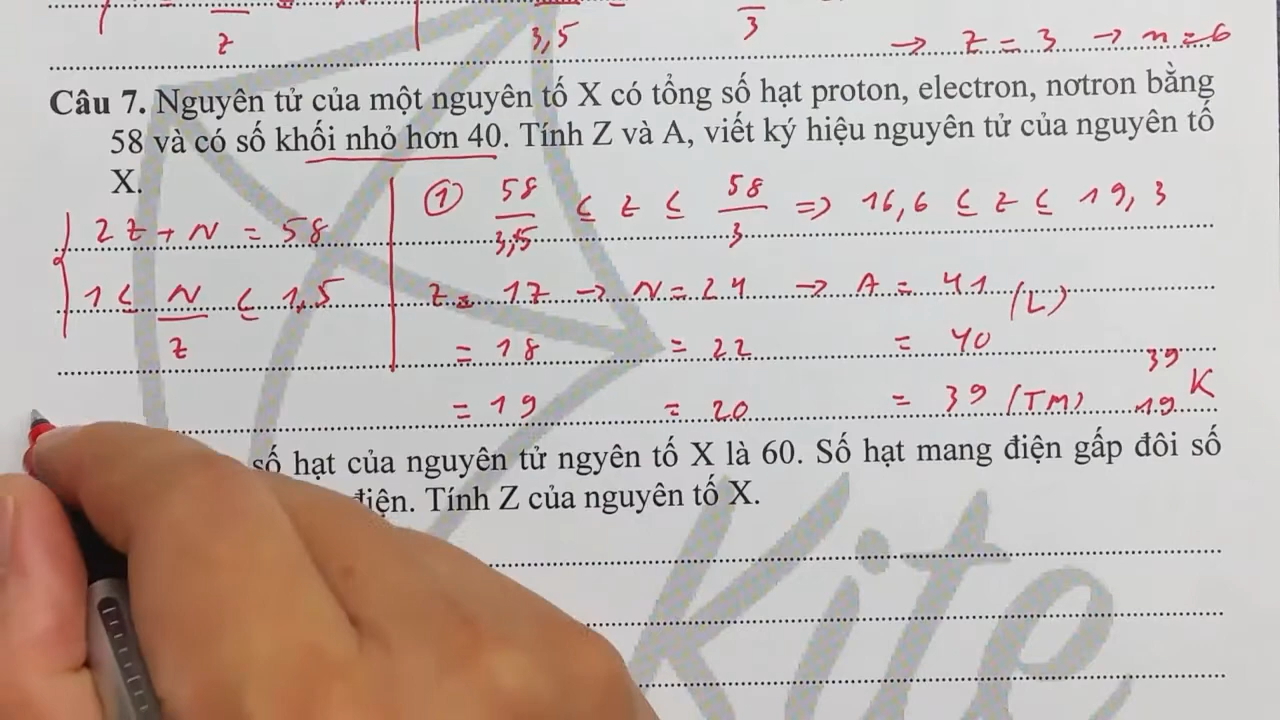 z
3,5
3
→ z = 3 → n = 6
Câu 7. Nguyên tử của một nguyên tố X có tổng số hạt proton, electron, nơtron bằng
58 và có số khối nhỏ hơn 40. Tính Z và A, viết ký hiệu nguyên tử của nguyên tố
X.
2z + N = 58
1 ≤ N/z ≤ 1,5
① 58/3,5 ≤ z ≤ 58/3 => 16,6 ≤ z ≤ 19,3
z = 17 → N = 24 → A = 41 (L)
= 18 = 22 = 40
= 19 = 20 = 39 (TM) 39 19 K
số hạt của nguyên tử ngyên tố X là 60. Số hạt mang điện gấp đôi số
điện. Tính Z của nguyên tố X.
Kite